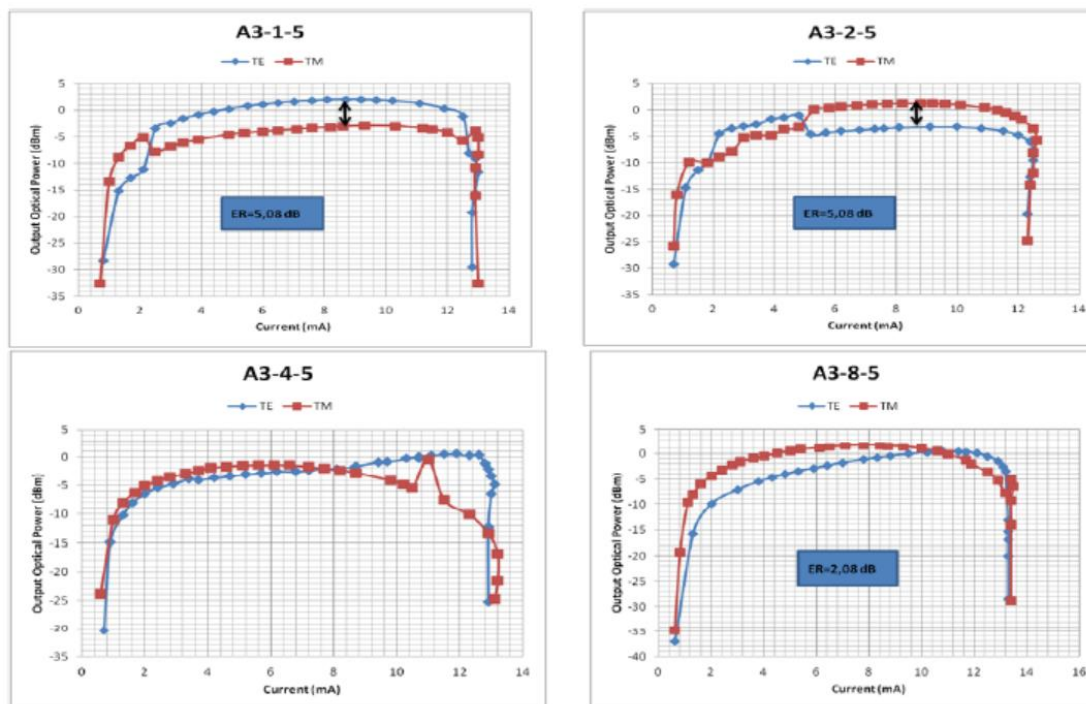 A3-1-5
TE TM
Output Optical Power (dBm)
5
0
-5
-10
-15
-20
-25
-30
-35
ER=5,08 dB
0 2 4 6 8 10 12 14
Current (mA)
A3-2-5
TE TM
Output Optical Power (dBm)
5
0
-5
-10
-15
-20
-25
-30
-35
ER=5,08 dB
0 2 4 6 8 10 12 14
Current (mA)
A3-4-5
TE TM
Output Optical Power (dBm)
5
0
-5
-10
-15
-20
-25
-30
-35
0 2 4 6 8 10 12 14
Current (mA)
A3-8-5
TE TM
Output Optical Power (dBm)
5
0
-5
-10
-15
-20
-25
-30
-35
-40
ER=2,08 dB
0 2 4 6 8 10 12 14 16
Current (mA)